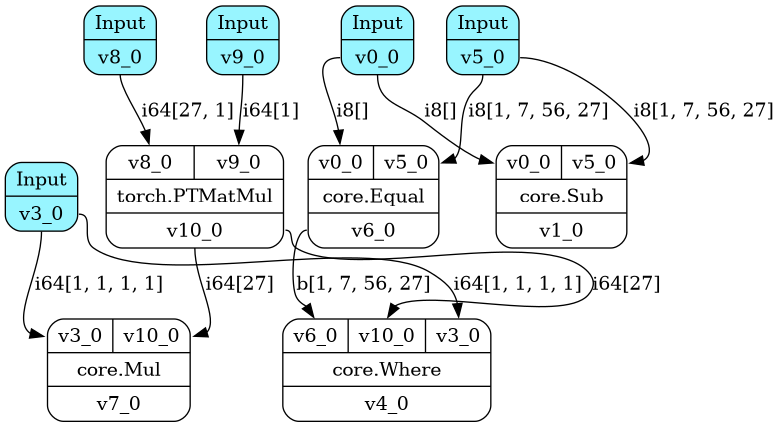 Input
v8_0
Input
v9_0
Input
v0_0
Input
v5_0
i64[27, 1]
i64[1]
i8[]
i8[]
i8[1, 7, 56, 27]
i8[1, 7, 56, 27]
Input
v3_0
v8_0 v9_0
torch.PTMatMul
v10_0
v0_0 v5_0
core.Equal
v6_0
v0_0 v5_0
core.Sub
v1_0
i64[1, 1, 1, 1]
i64[27]
b[1, 7, 56, 27]
i64[1, 1, 1, 1]
i64[27]
v3_0 v10_0
core.Mul
v7_0
v6_0 v10_0 v3_0
core.Where
v4_0